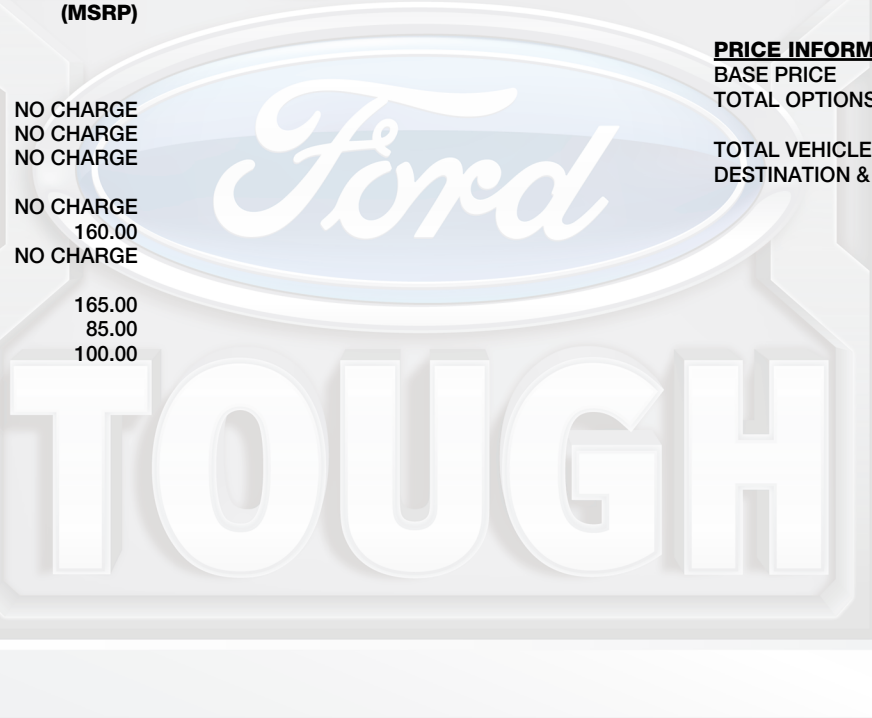 (MSRP)
NO CHARGE
NO CHARGE
NO CHARGE
NO CHARGE
160.00
NO CHARGE
165.00
85.00
100.00
PRICE INFORM
BASE PRICE
TOTAL OPTIONS
TOTAL VEHICLE
DESTINATION &
Ford
TOUGH